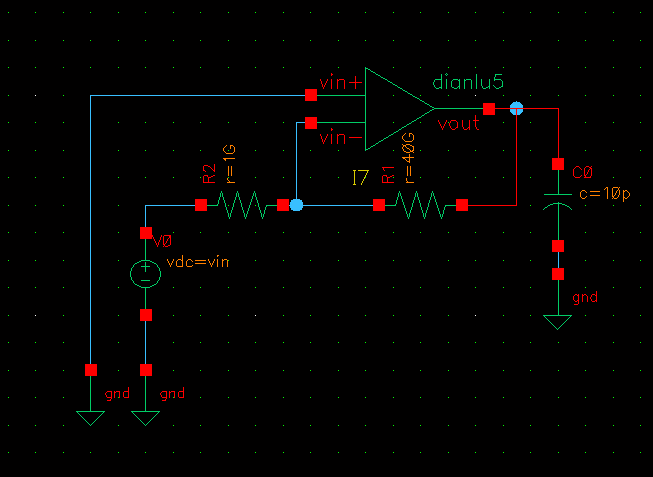 vin+
dianlu5
vin-
vout
R2
r=1G
I7
R1
r=40G
C0
c=10p
V0
vdc=vin
gnd
gnd
gnd